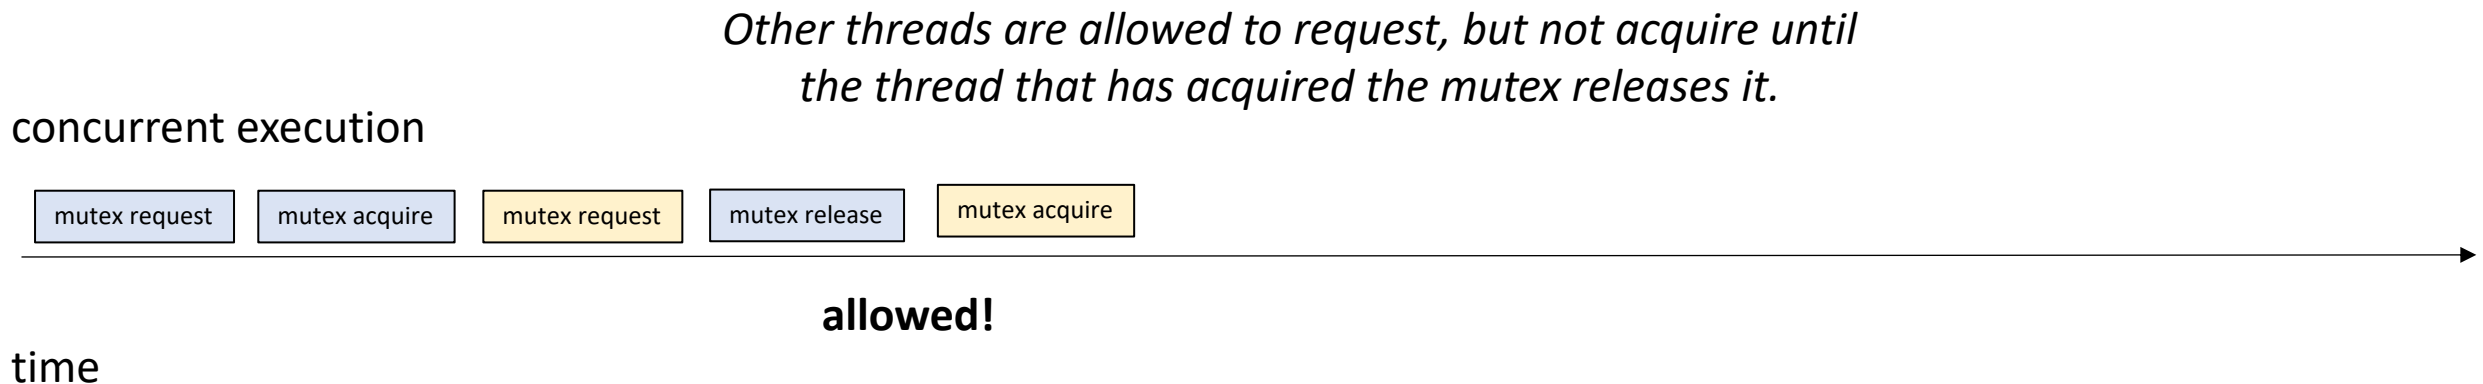 Other threads are allowed to request, but not acquire until
the thread that has acquired the mutex releases it.
concurrent execution
mutex request
mutex acquire
mutex request
mutex release
mutex acquire
allowed!
time